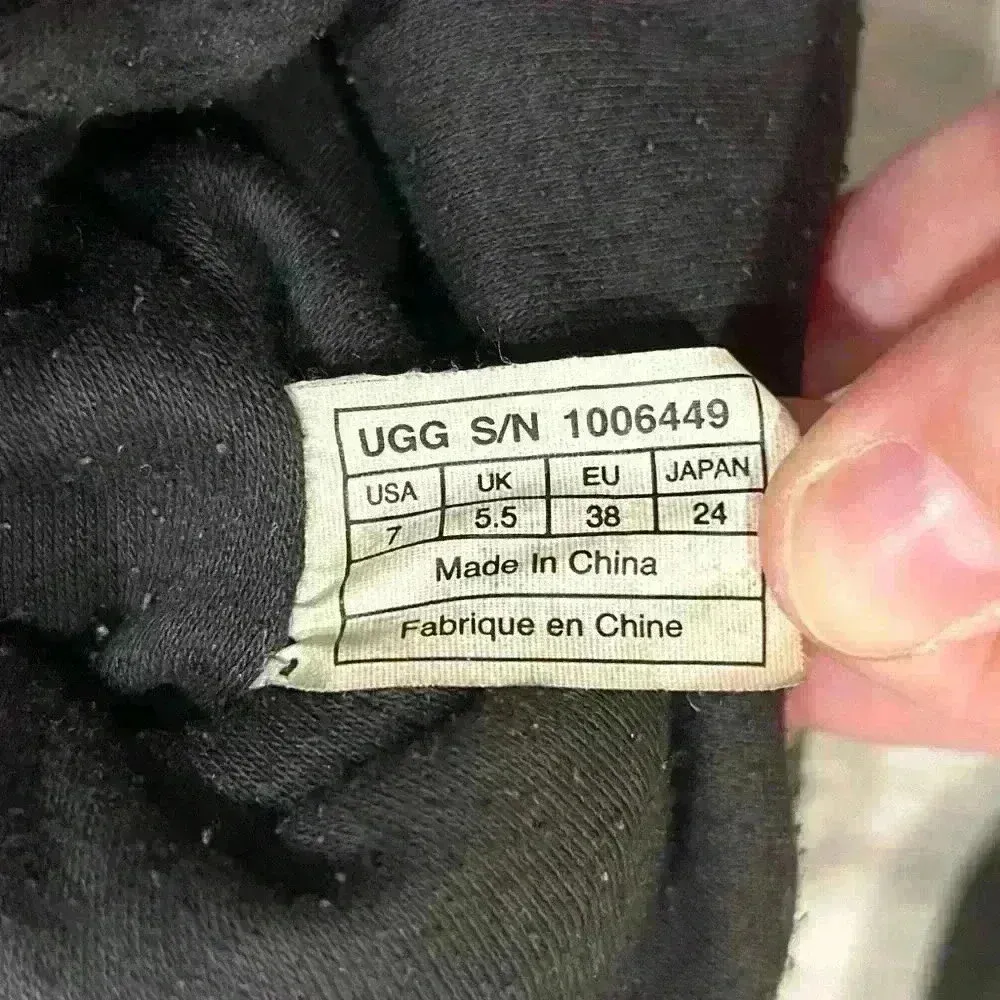 UGG S/N 1006449
USA UK EU JAPAN
7 5.5 38 24
Made In China
Fabrique en Chine